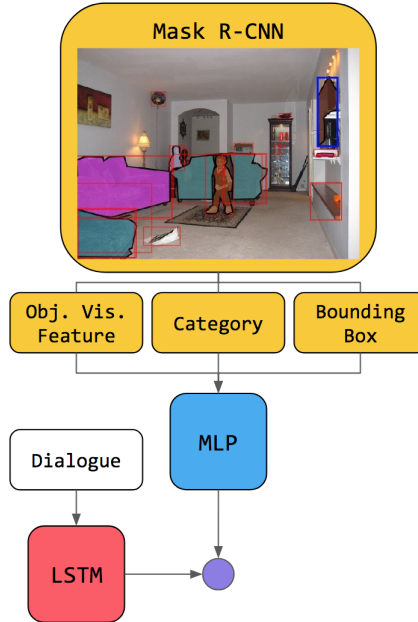 Mask R-CNN
Obj. Vis.
Feature
Category
Bounding
Box
MLP
Dialogue
LSTM